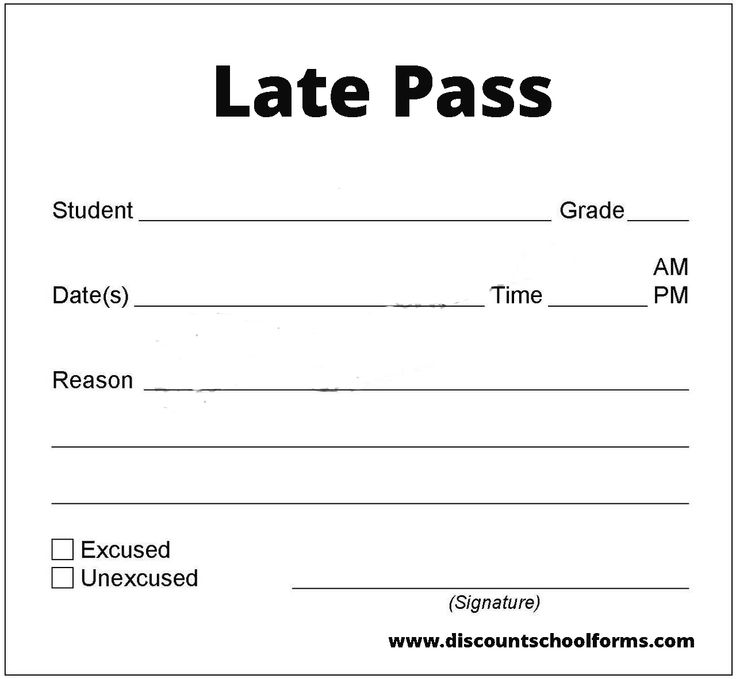 Late Pass
Student Grade
AM
Date(s) Time PM
Reason
Excused
Unexcused
(Signature)
www.discountschoolforms.com